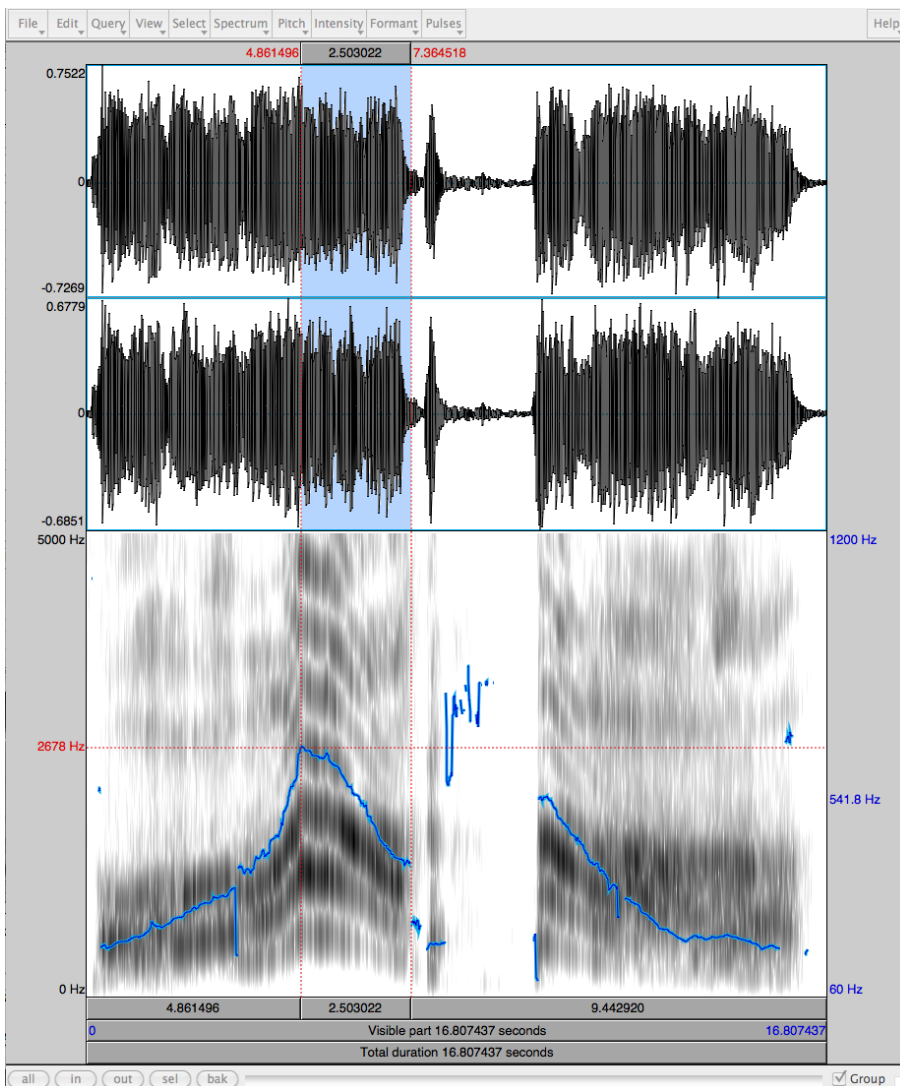 File Edit Query View Select Spectrum Pitch Intensity Formant Pulses Help
4.861496 2.503022 7.364518
0.7522
0
-0.7269
0.6779
0
-0.6851
5000 Hz 1200 Hz
2678 Hz
541.8 Hz
0 Hz 60 Hz
4.861496 2.503022 9.442920
0 Visible part 16.807437 seconds 16.807437
Total duration 16.807437 seconds
all in out sel bak Group